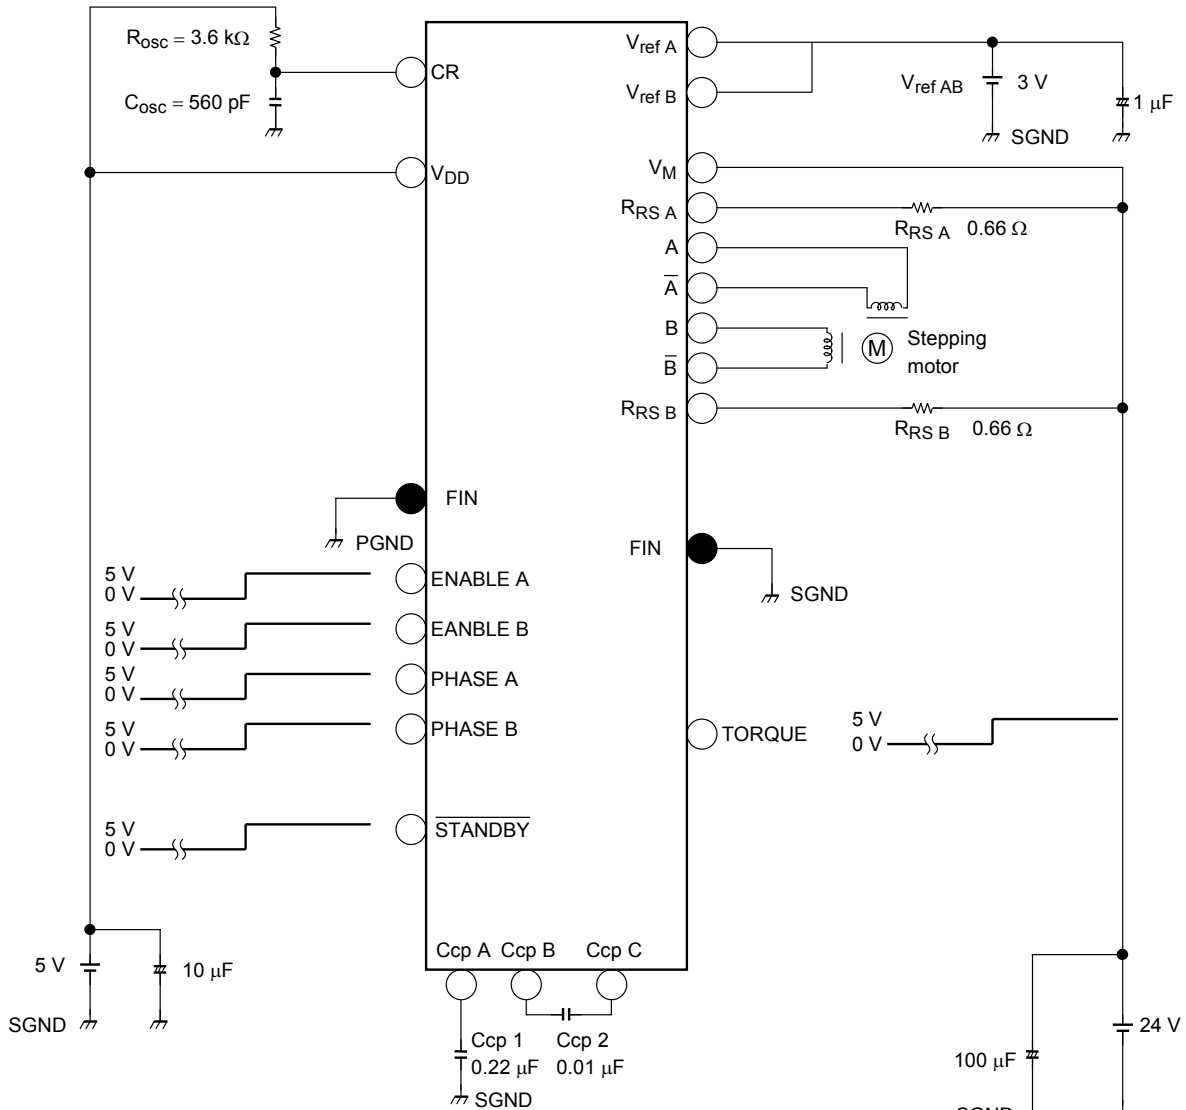 Rosc = 3.6 kΩ
Cosc = 560 pF
CR
VDD
Vref A
Vref B
Vref AB 3 V
1 μF
SGND
VM
RRS A
RRS A 0.66 Ω
A
A̅
B
B̅
M
Stepping
motor
RRS B
RRS B 0.66 Ω
FIN
PGND
FIN
SGND
5 V
0 V
ENABLE A
5 V
0 V
EANBLE B
5 V
0 V
PHASE A
5 V
0 V
PHASE B
TORQUE
5 V
0 V
5 V
0 V
S̅T̅A̅N̅D̅B̅Y̅
5 V
10 μF
SGND
Ccp A Ccp B Ccp C
Ccp 1
0.22 μF
Ccp 2
0.01 μF
SGND
24 V
100 μF
SGND